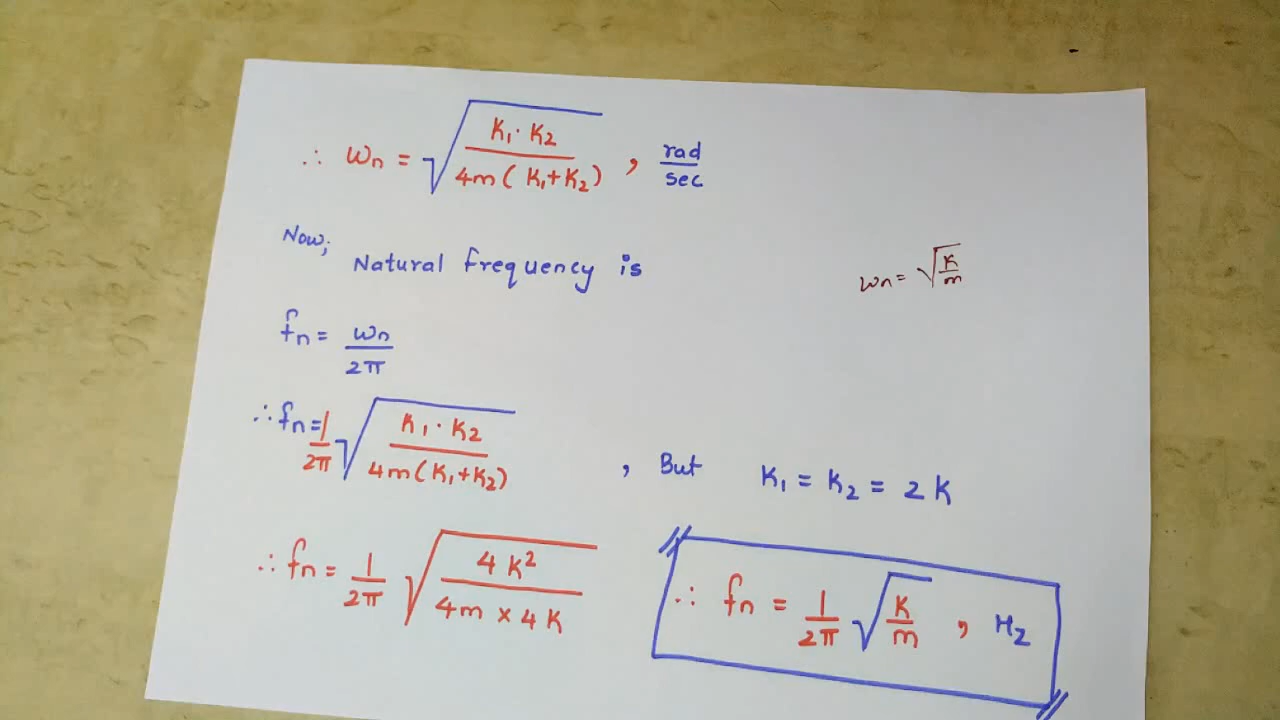 ∴ ωn = √(K1·K2 / 4m(K1+K2)), rad/sec
Now;
Natural frequency is
ωn = √(K/m)
fn = ωn/2π
∴ fn = 1/2π √(K1·K2 / 4m(K1+K2)), But K1 = K2 = 2K
∴ fn = 1/2π √(4K² / 4m×4K)
∴ fn = 1/2π √(K/m), Hz